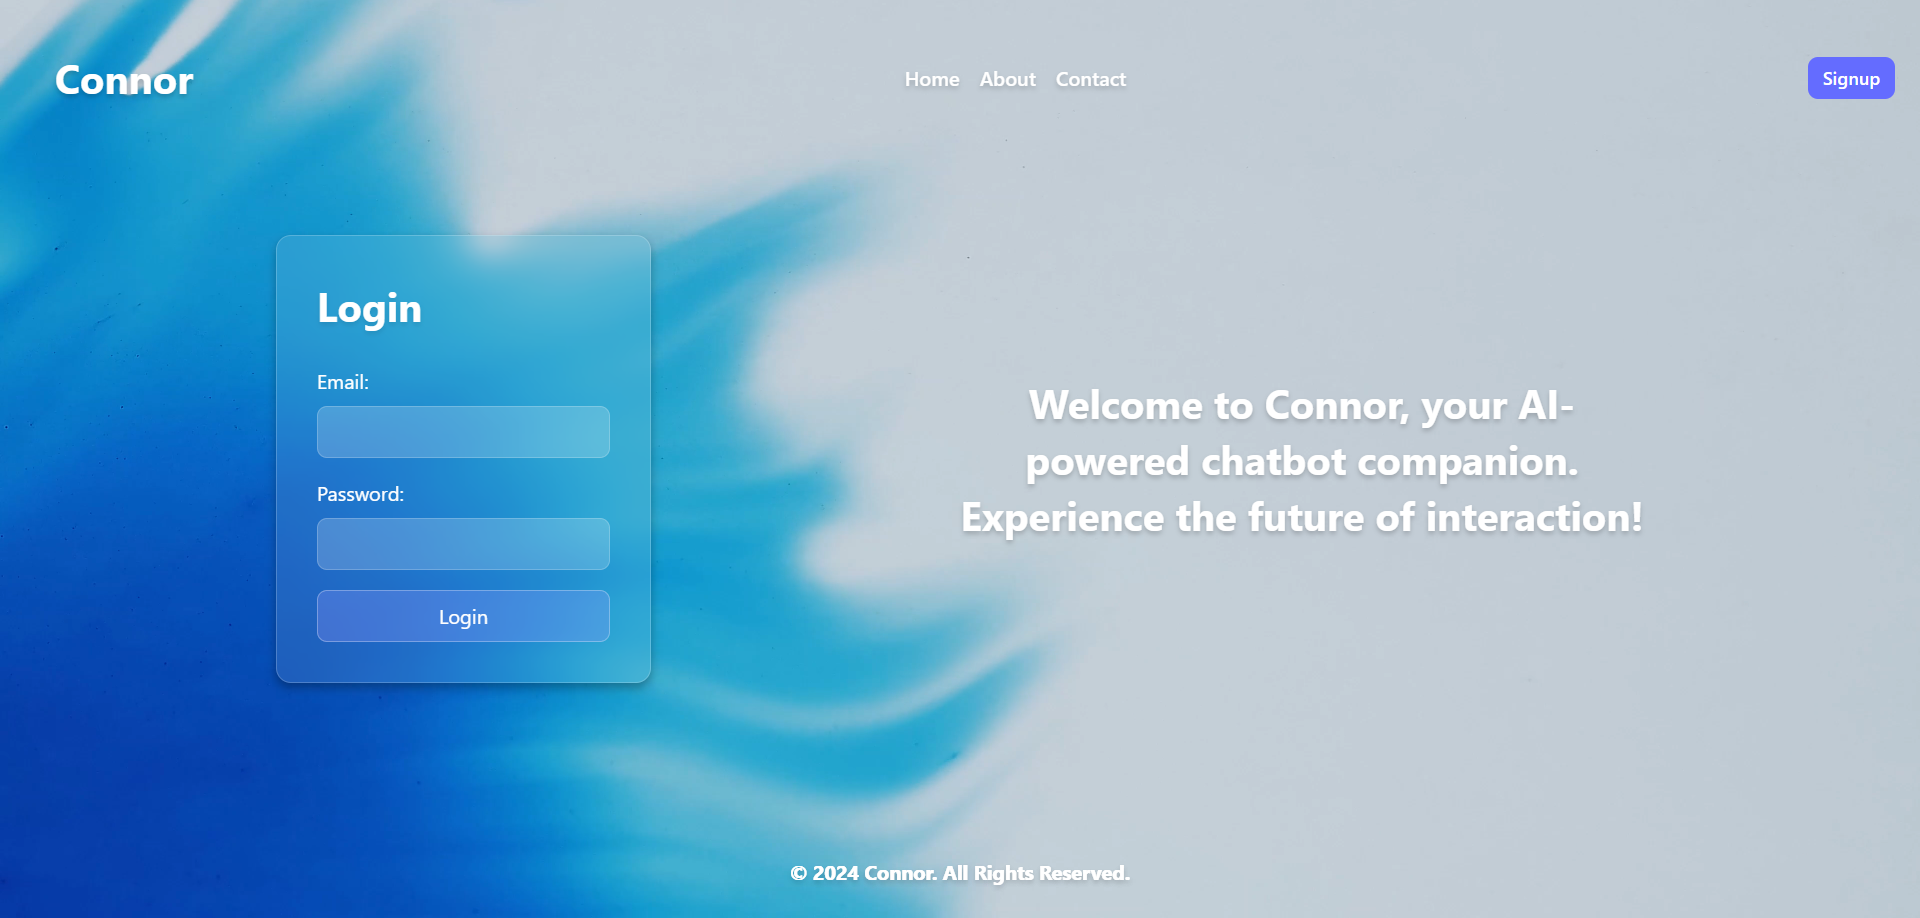 Connor
Home About Contact
Signup
Login
Email:
Password:
Login
Welcome to Connor, your AI-
powered chatbot companion.
Experience the future of interaction!
© 2024 Connor. All Rights Reserved.